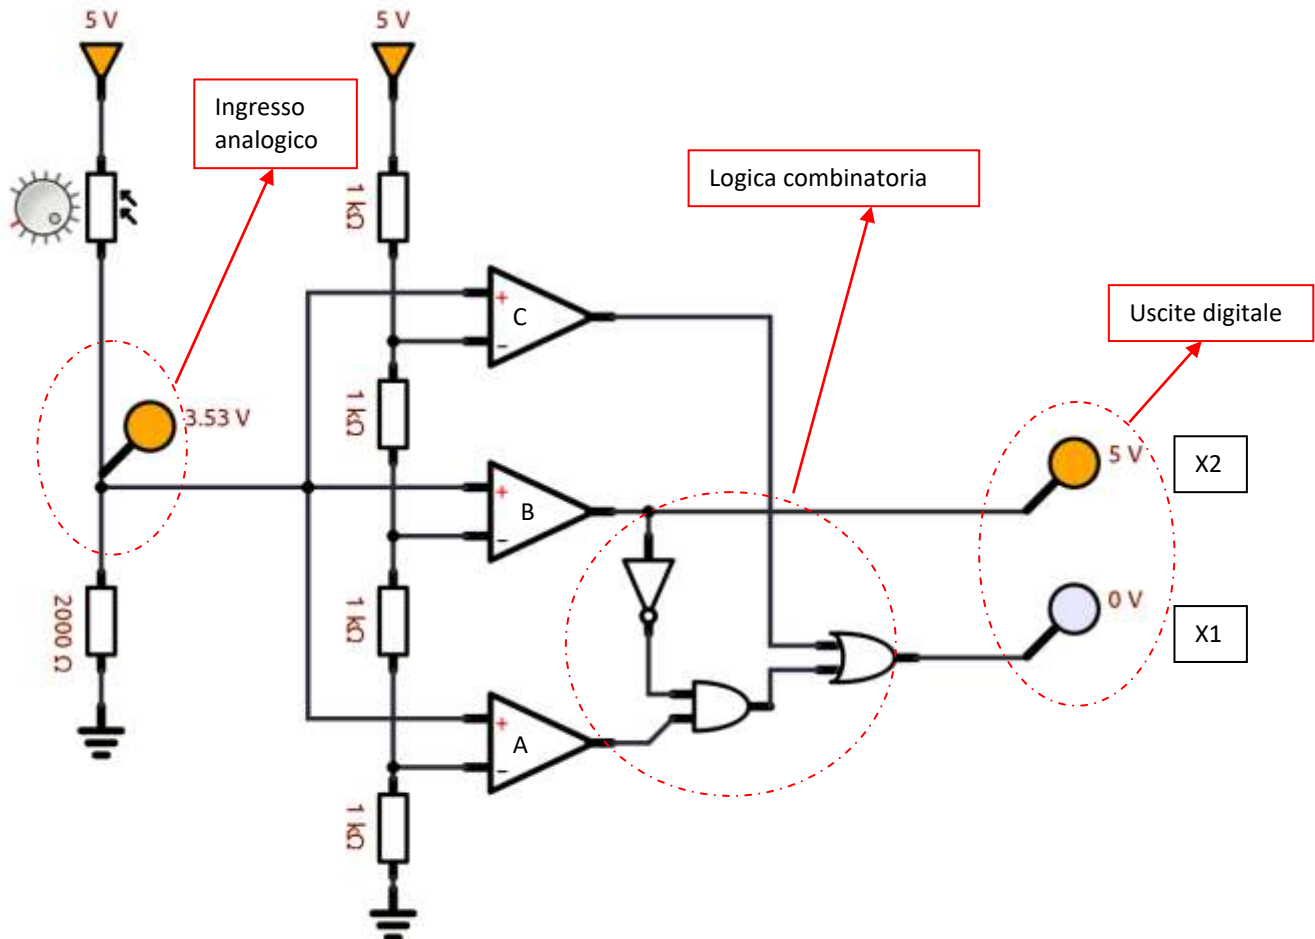 5 V
5 V
Ingresso
analogico
Logica combinatoria
1 kΩ
Uscite digitale
+
C
−
1 kΩ
3.53 V
5 V
X2
+
B
−
2000 Ω
1 kΩ
0 V
X1
+
A
−
1 kΩ